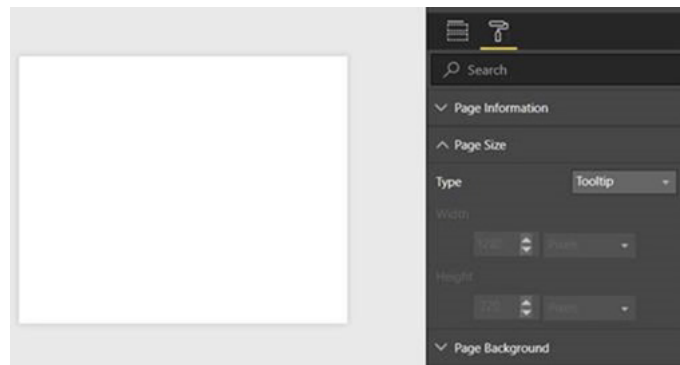 Search
Page Information
Page Size
Type Tooltip
Width
Height
Page Background